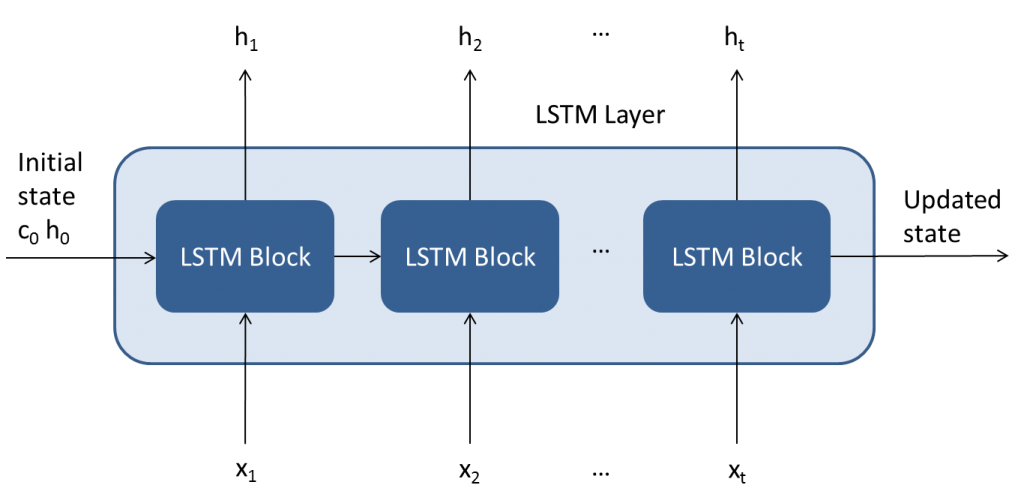 h₁ h₂ ... hₜ
LSTM Layer
Initial
state
c₀ h₀
LSTM Block LSTM Block ... LSTM Block
Updated
state
x₁ x₂ ... xₜ